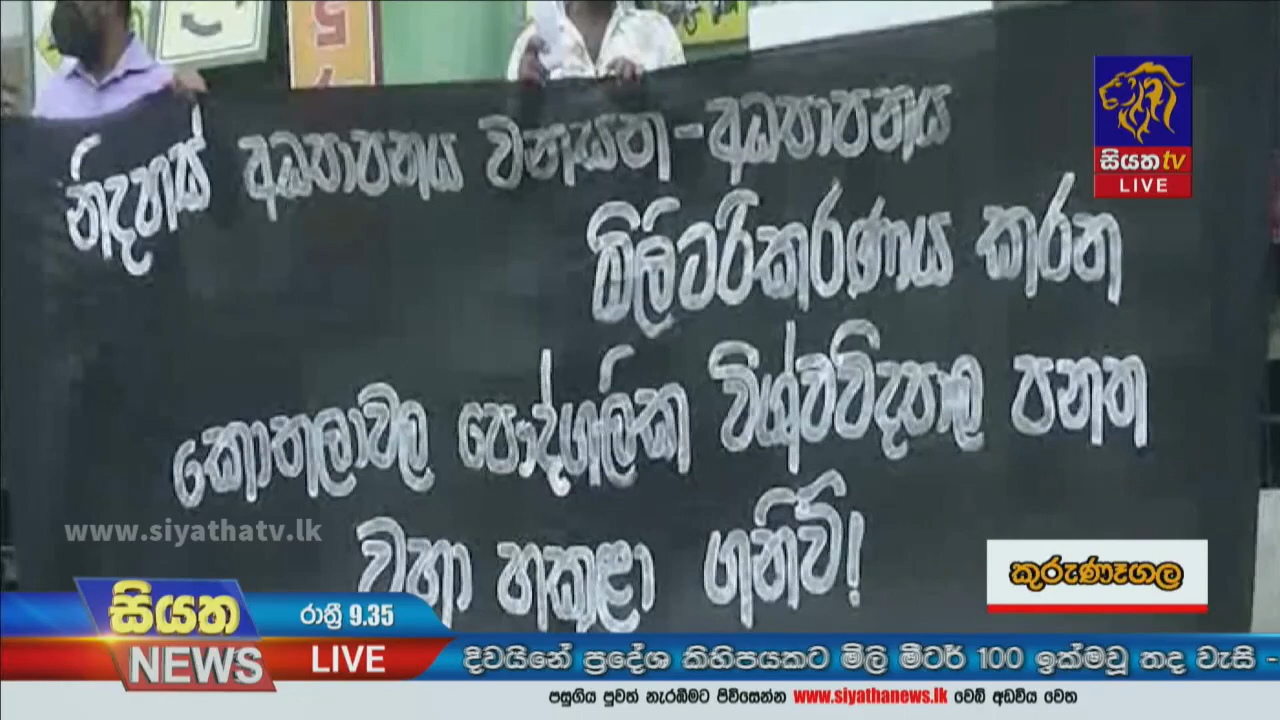 නිදහස් අධ්‍යාපනය වනසන - අධ්‍යාපනය
මිලිටරිකරණය කරන
කොතලාවල පෞද්ගලික විශ්වවිද්‍යාල පනත
වහා හකුළා ගනිව්!
සියත tv
LIVE
www.siyathatv.lk
කුරුණෑගල
සියත
NEWS
රාත්‍රී 9.35
LIVE
දිවයිනේ ප්‍රදේශ කිහිපයකට මිලි මීටර් 100 ඉක්මවූ තද වැසි -
පසුගිය පුවත් නැරඹීමට පිවිසෙන්න www.siyathanews.lk වෙබ් අඩවිය වෙත